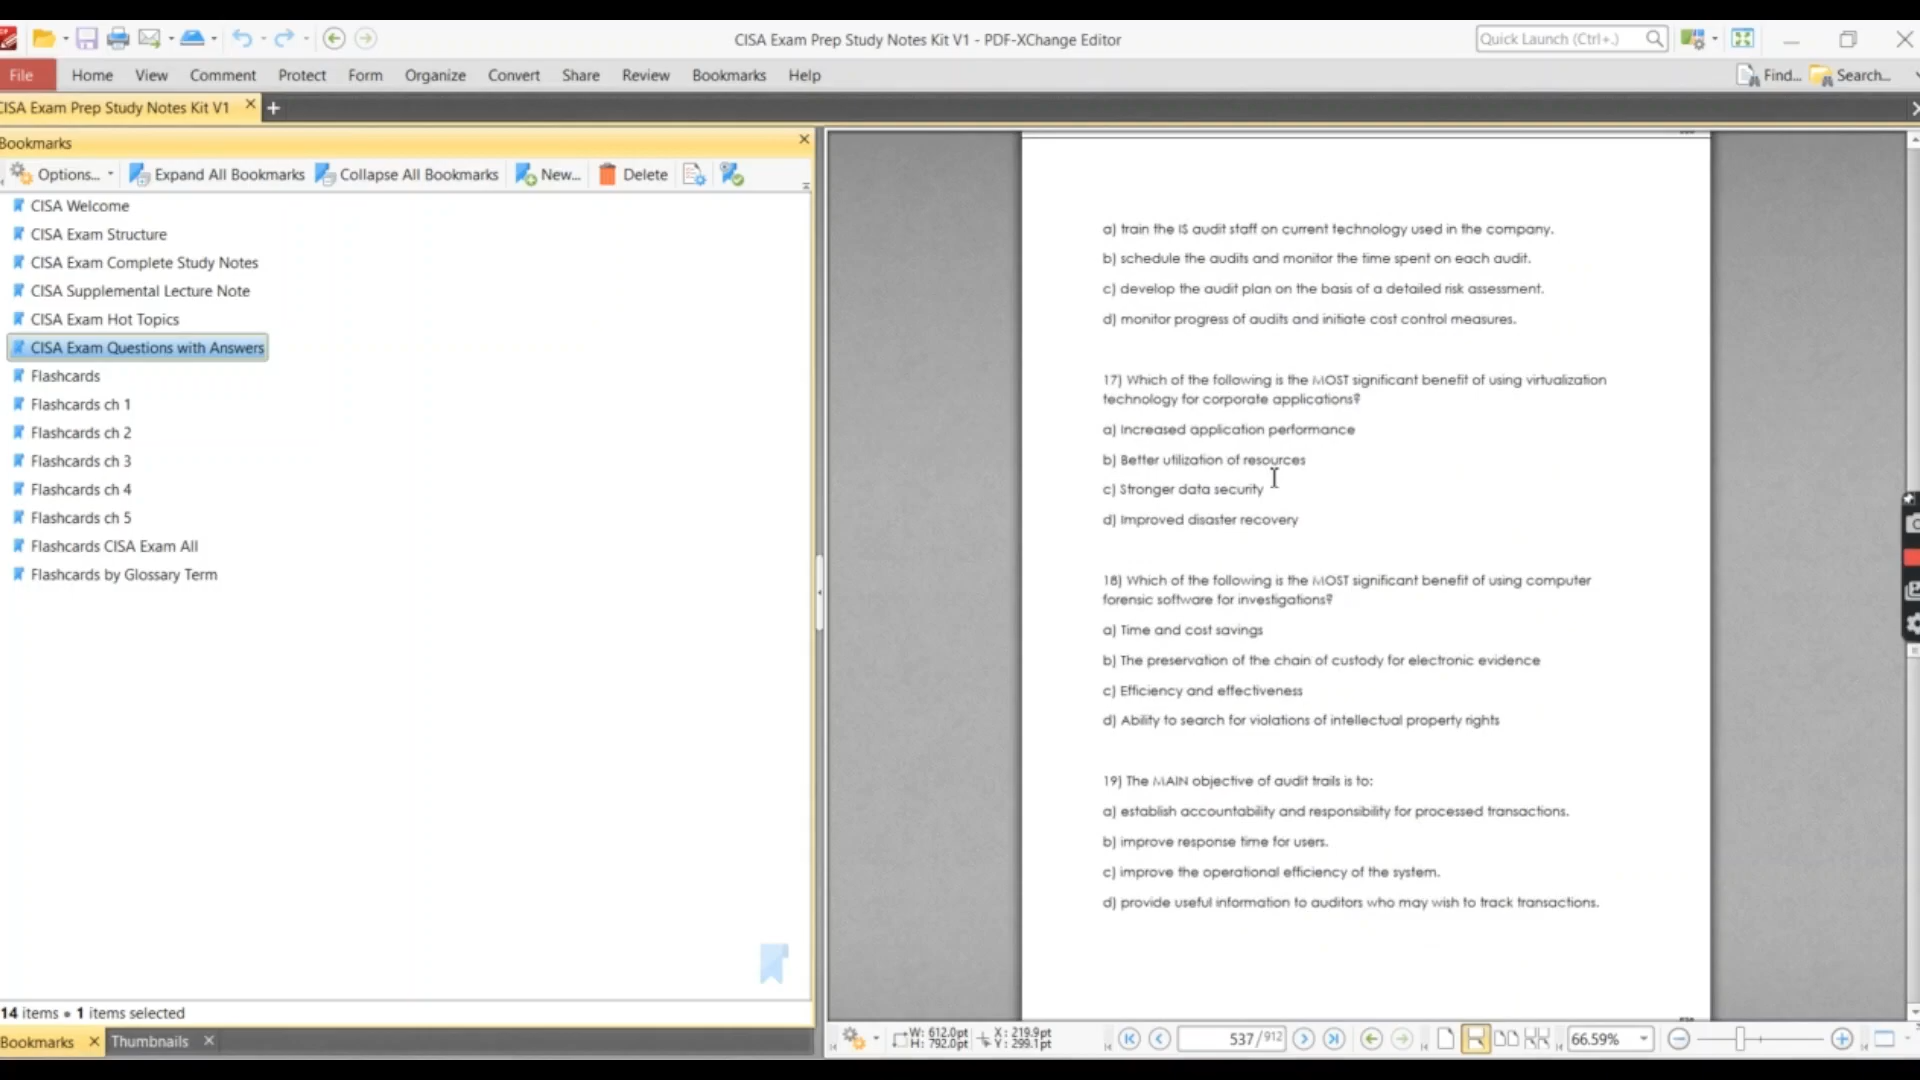 CISA Exam Prep Study Notes Kit V1 - PDF-XChange Editor
Quick Launch (Ctrl+.)
File Home View Comment Protect Form Organize Convert Share Review Bookmarks Help
Find... Search...
CISA Exam Prep Study Notes Kit V1
Bookmarks
Options... Expand All Bookmarks Collapse All Bookmarks New... Delete
CISA Welcome
CISA Exam Structure
CISA Exam Complete Study Notes
CISA Supplemental Lecture Note
CISA Exam Hot Topics
CISA Exam Questions with Answers
Flashcards
Flashcards ch 1
Flashcards ch 2
Flashcards ch 3
Flashcards ch 4
Flashcards ch 5
Flashcards CISA Exam All
Flashcards by Glossary Term
14 items • 1 items selected
Bookmarks Thumbnails
a) train the IS audit staff on current technology used in the company.
b) schedule the audits and monitor the time spent on each audit.
c) develop the audit plan on the basis of a detailed risk assessment.
d) monitor progress of audits and initiate cost control measures.
17) Which of the following is the MOST significant benefit of using virtualization
technology for corporate applications?
a) Increased application performance
b) Better utilization of resources
c) Stronger data security
d) Improved disaster recovery
18) Which of the following is the MOST significant benefit of using computer
forensic software for investigations?
a) Time and cost savings
b) The preservation of the chain of custody for electronic evidence
c) Efficiency and effectiveness
d) Ability to search for violations of intellectual property rights
19) The MAIN objective of audit trails is to:
a) establish accountability and responsibility for processed transactions.
b) improve response time for users.
c) improve the operational efficiency of the system.
d) provide useful information to auditors who may wish to track transactions.
W: 612.0pt X: 219.9pt
H: 792.0pt Y: 299.1pt
537 / 912
66.59%